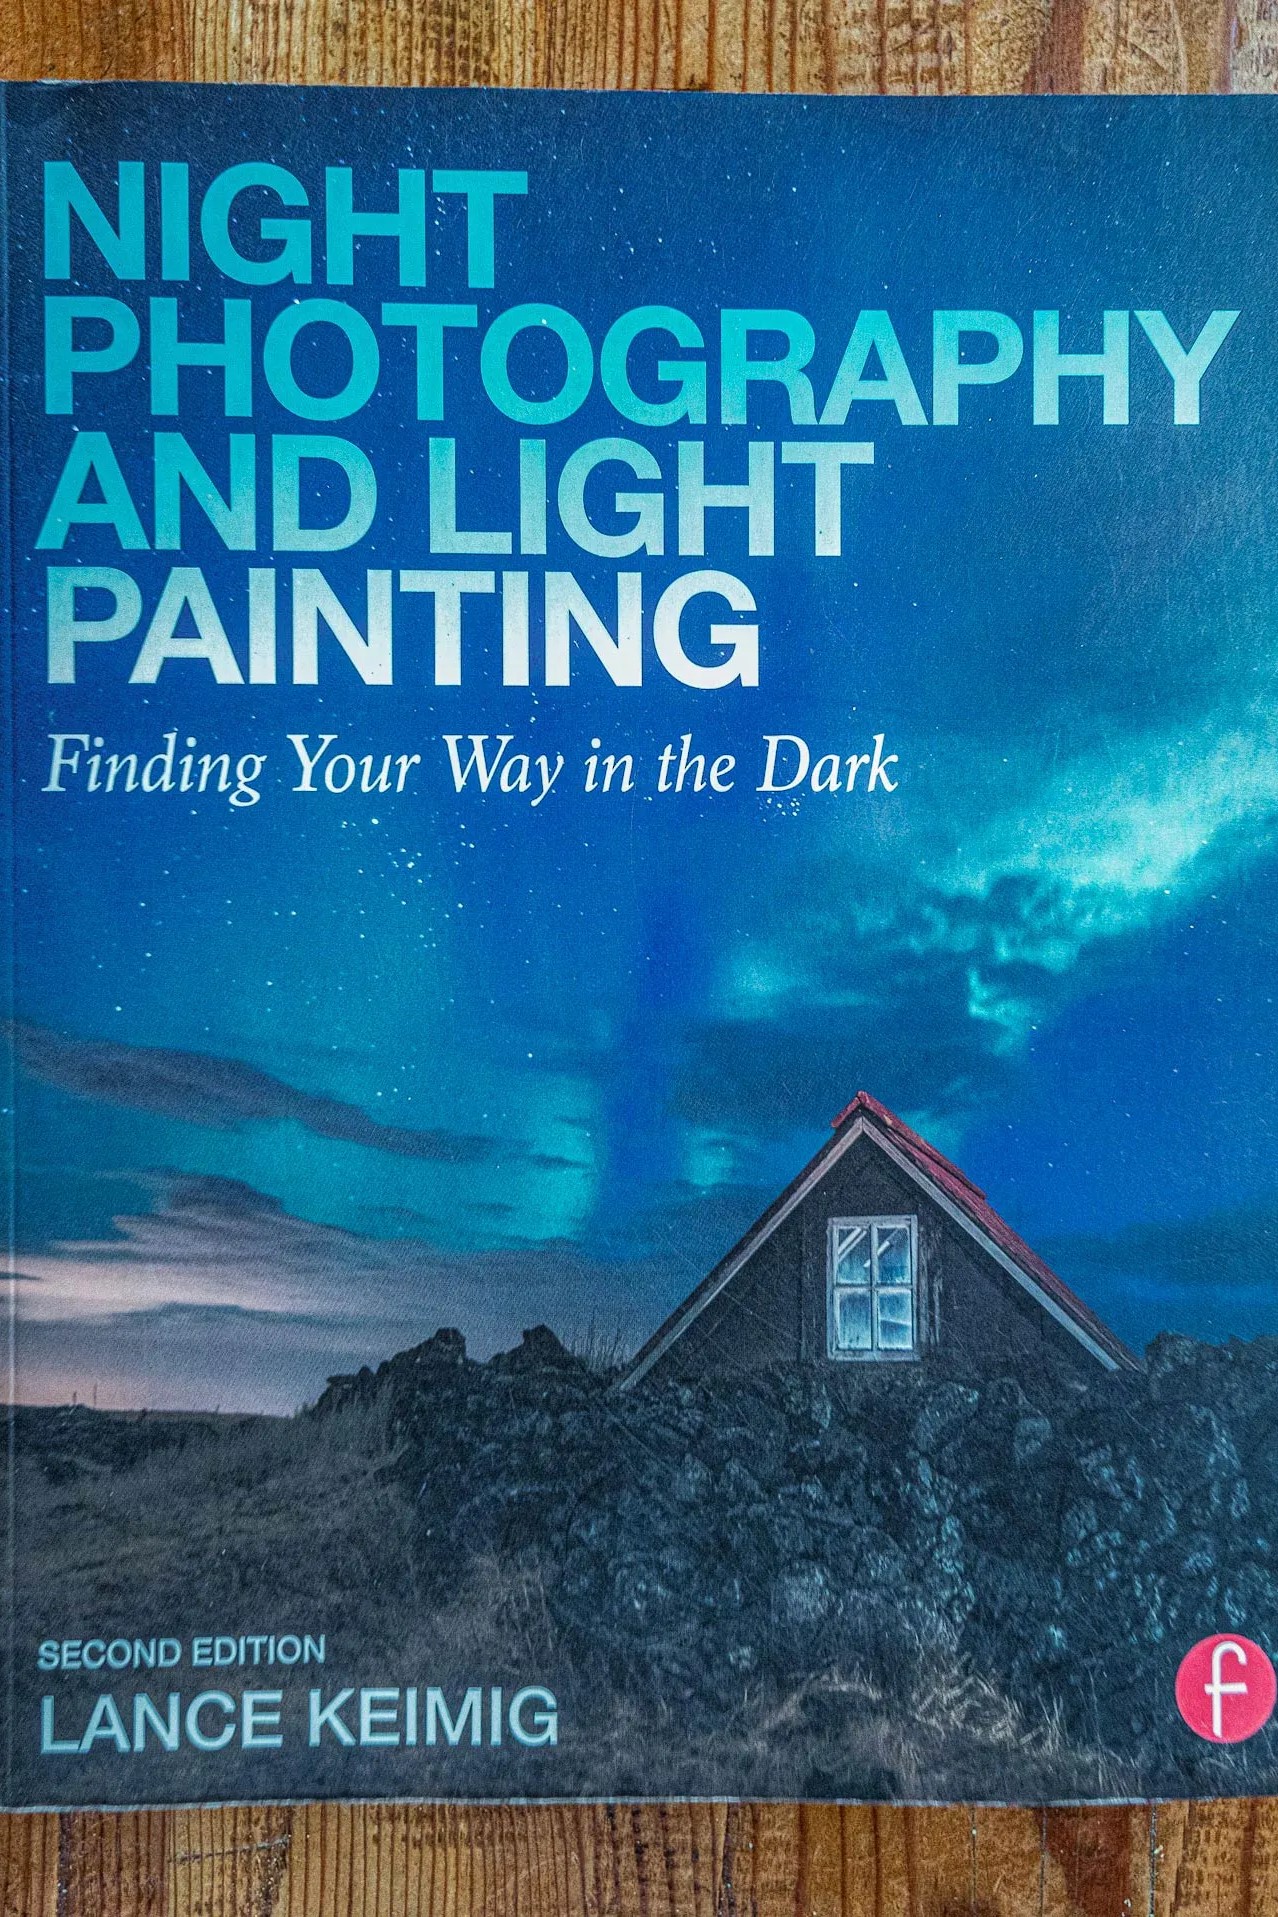 NIGHT
PHOTOGRAPHY
AND LIGHT
PAINTING
Finding Your Way in the Dark
SECOND EDITION
LANCE KEIMIG
f